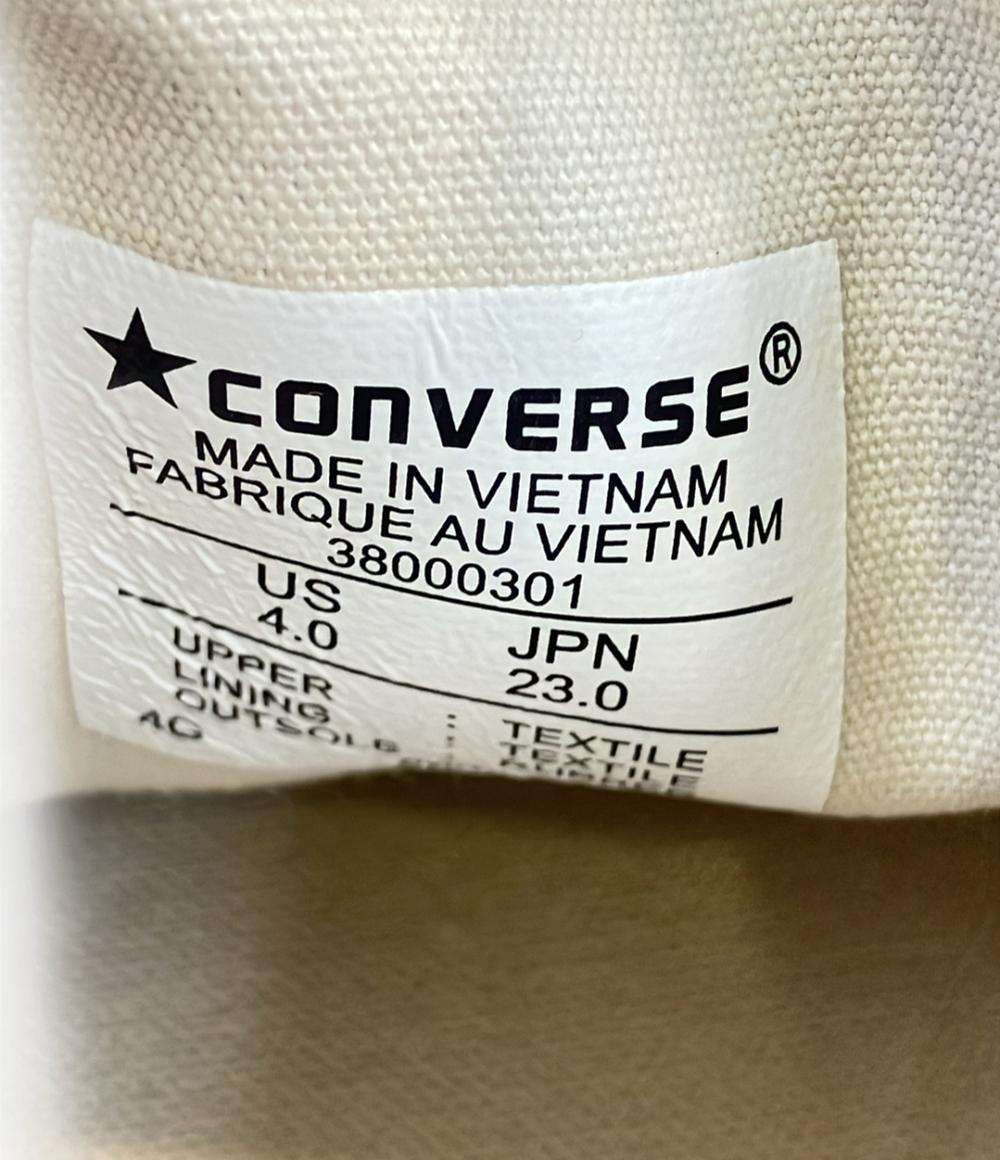 CONVERSE®
MADE IN VIETNAM
FABRIQUE AU VIETNAM
38000301
US JPN
4.0 23.0
UPPER : TEXTILE
LINING : TEXTILE
OUTSOLE :